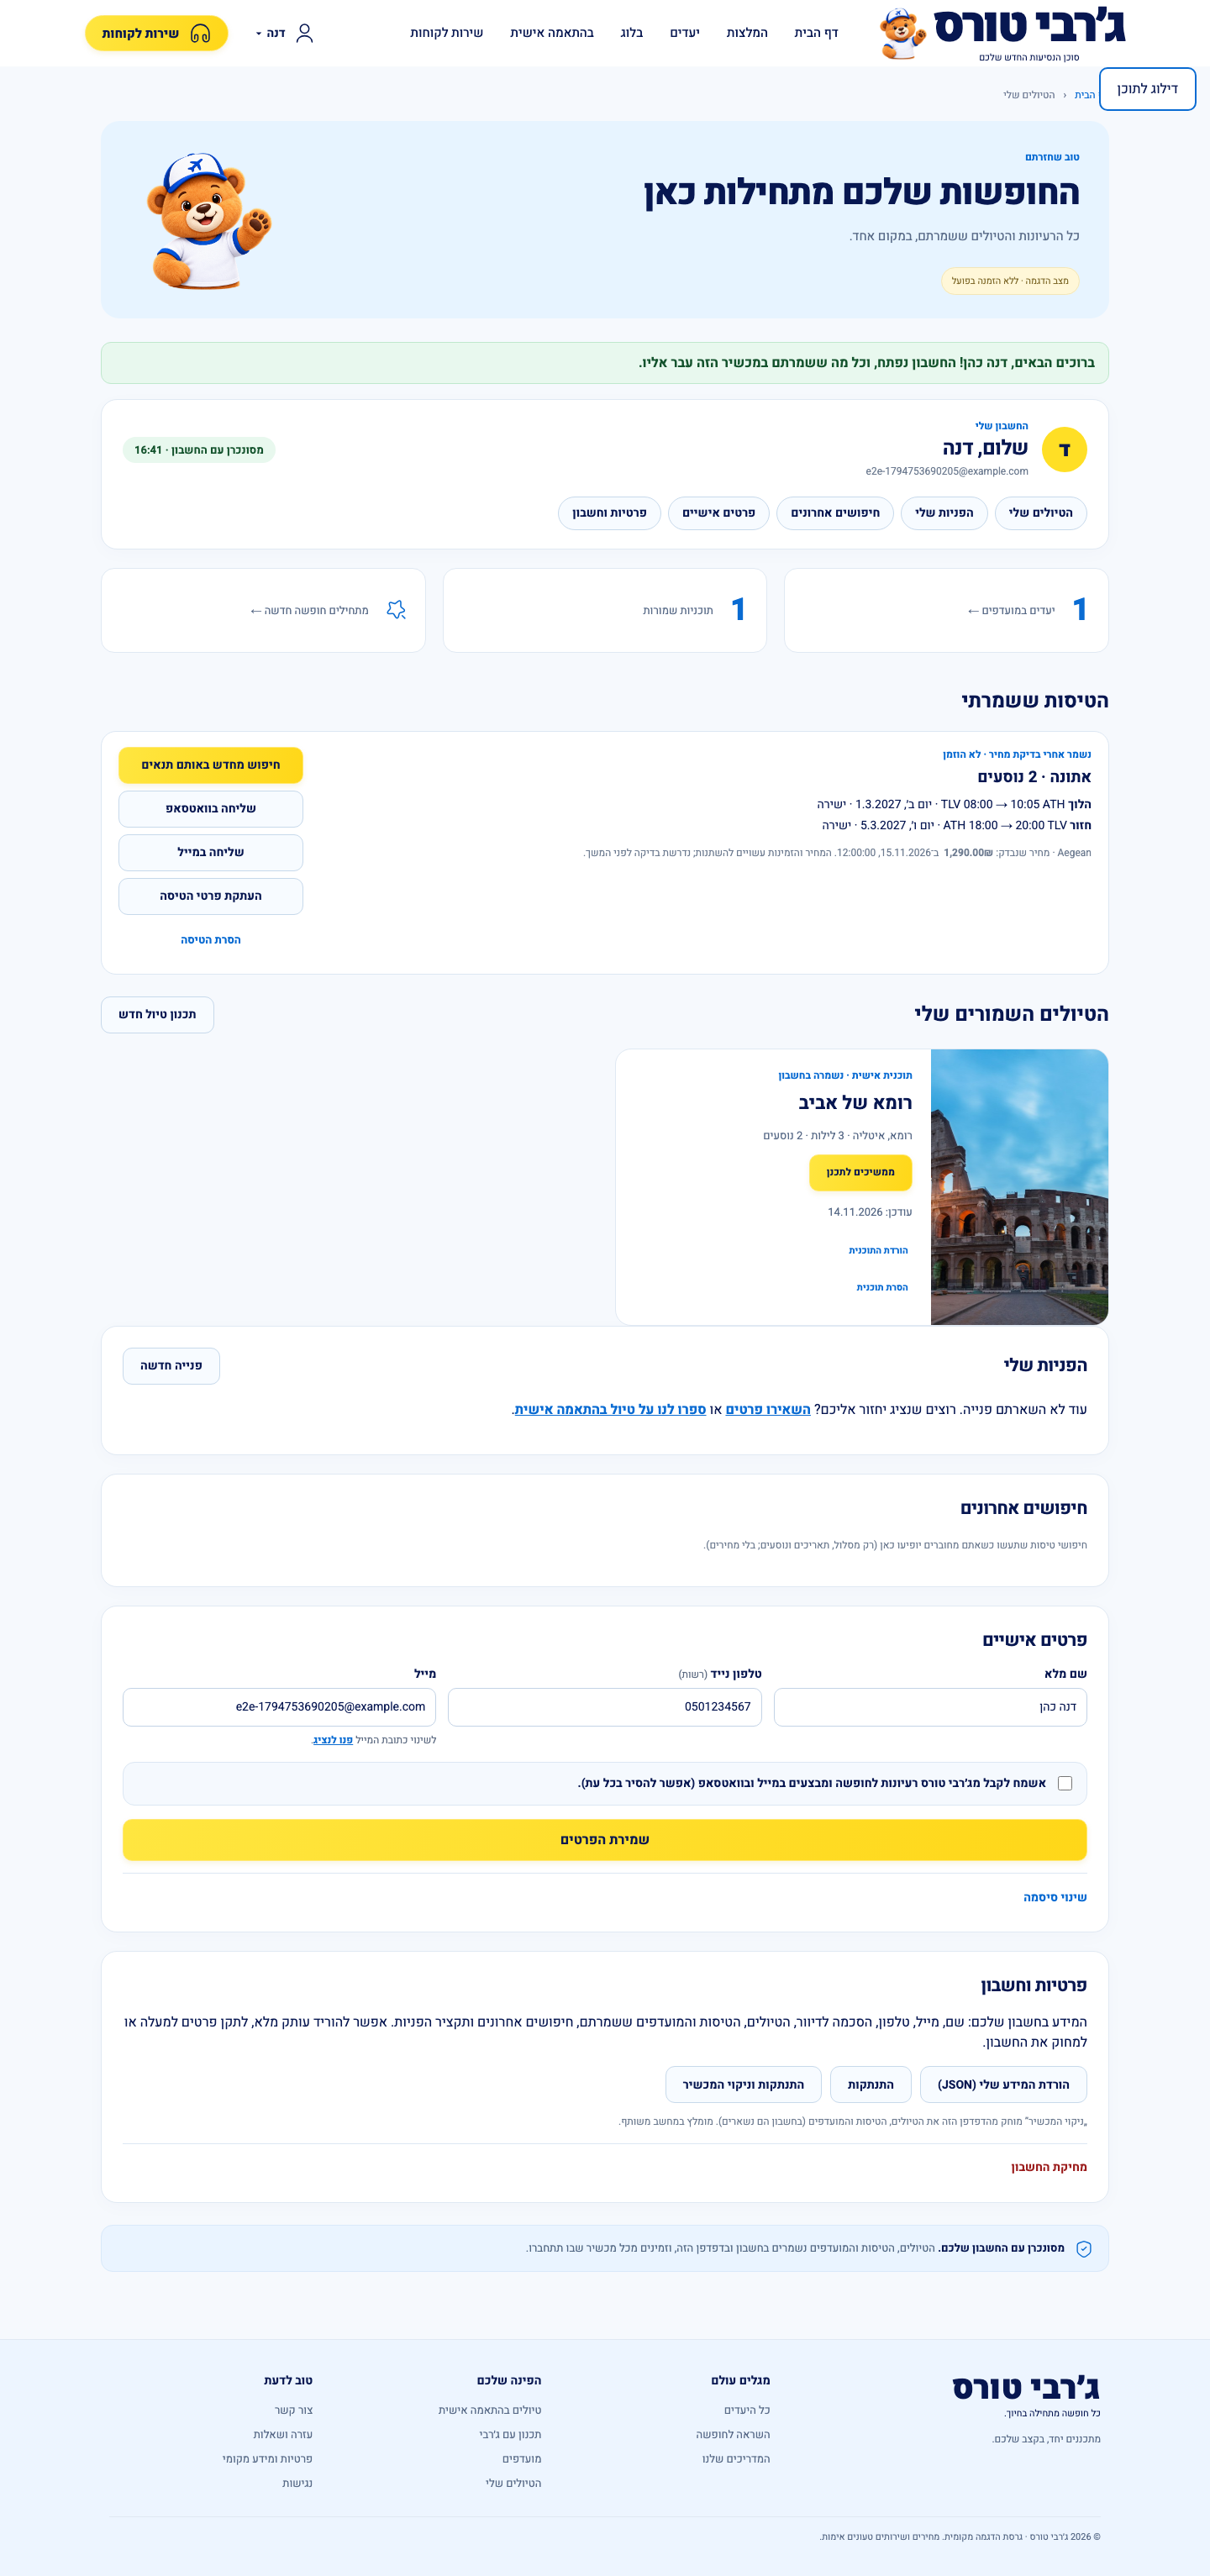 ג׳רבי טורס
סוכן הנסיעות החדש שלכם
דף הבית
המלצות
יעדים
בלוג
בהתאמה אישית
שירות לקוחות
דנה
שירות לקוחות
דילוג לתוכן
הבית ‹ הטיולים שלי
טוב שחזרתם
החופשות שלכם מתחילות כאן
כל הרעיונות והטיולים ששמרתם, במקום אחד.
מצב הדגמה · ללא הזמנה בפועל
ברוכים הבאים, דנה כהן! החשבון נפתח, וכל מה ששמרתם במכשיר הזה עבר אליו.
ד
החשבון שלי
שלום, דנה
e2e-1794753690205@example.com
מסונכרן עם החשבון · 16:41
הטיולים שלי
הפניות שלי
חיפושים אחרונים
פרטים אישיים
פרטיות וחשבון
1 יעדים במועדפים ←
1 תוכניות שמורות
מתחילים חופשה חדשה ←
הטיסות ששמרתי
נשמר אחרי בדיקת מחיר · לא הוזמן
אתונה · 2 נוסעים
הלוך TLV 08:00 → 10:05 ATH · יום ב׳, 1.3.2027 · ישירה
חזור ATH 18:00 → 20:00 TLV · יום ו׳, 5.3.2027 · ישירה
Aegean · מחיר שנבדק: ‎1,290.00₪ ב־15.11.2026, 12:00:00. המחיר והזמינות עשויים להשתנות; נדרשת בדיקה לפני המשך.
חיפוש מחדש באותם תנאים
שליחה בוואטסאפ
שליחה במייל
העתקת פרטי הטיסה
הסרת הטיסה
הטיולים השמורים שלי
תכנון טיול חדש
תוכנית אישית · נשמרה בחשבון
רומא של אביב
רומא, איטליה · 3 לילות · 2 נוסעים
ממשיכים לתכנן
עודכן: 14.11.2026
הורדת התוכנית
הסרת תוכנית
הפניות שלי
פנייה חדשה
עוד לא השארתם פנייה. רוצים שנציג יחזור אליכם? השאירו פרטים או ספרו לנו על טיול בהתאמה אישית.
חיפושים אחרונים
חיפושי טיסות שתעשו כשאתם מחוברים יופיעו כאן (רק מסלול, תאריכים ונוסעים; בלי מחירים).
פרטים אישיים
שם מלא
דנה כהן
טלפון נייד (רשות)
0501234567
מייל
e2e-1794753690205@example.com
לשינוי כתובת המייל פנו לנציג.
אשמח לקבל מג׳רבי טורס רעיונות לחופשה ומבצעים במייל ובוואטסאפ (אפשר להסיר בכל עת).
שמירת הפרטים
שינוי סיסמה
פרטיות וחשבון
המידע בחשבון שלכם: שם, מייל, טלפון, הסכמה לדיוור, הטיולים, הטיסות והמועדפים ששמרתם, חיפושים אחרונים ותקציר הפניות. אפשר להוריד עותק מלא, לתקן פרטים למעלה או
למחוק את החשבון.
הורדת המידע שלי (JSON)
התנתקות
התנתקות וניקוי המכשיר
„ניקוי המכשיר” מוחק מהדפדפן הזה את הטיולים, הטיסות והמועדפים (בחשבון הם נשארים). מומלץ במחשב משותף.
מחיקת החשבון
מסונכרן עם החשבון שלכם. הטיולים, הטיסות והמועדפים נשמרים בחשבון ובדפדפן הזה, וזמינים מכל מכשיר שבו תתחברו.
ג׳רבי טורס
כל חופשה מתחילה בחיוך.
מתכננים יחד, בקצב שלכם.
מגלים עולם
כל היעדים
השראה לחופשה
המדריכים שלנו
הפינה שלכם
טיולים בהתאמה אישית
תכנון עם ג׳רבי
מועדפים
הטיולים שלי
טוב לדעת
צור קשר
עזרה ושאלות
פרטיות ומידע מקומי
נגישות
© 2026 ג׳רבי טורס · גרסת הדגמה מקומית. מחירים ושירותים טעונים אימות.